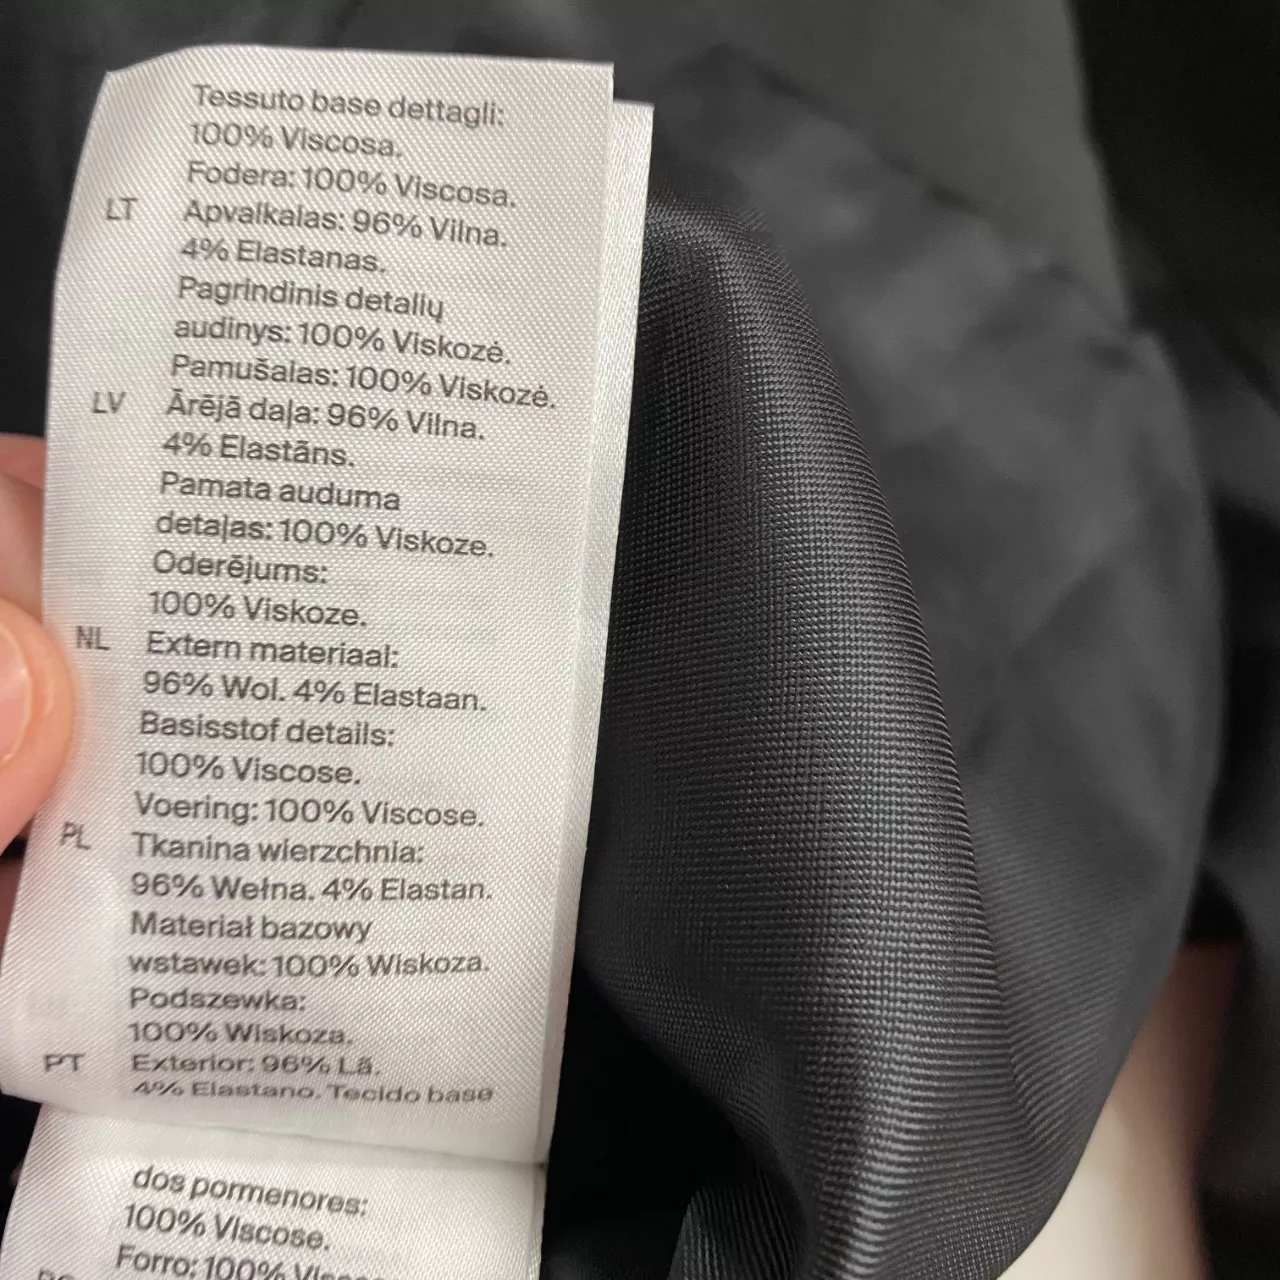 Tessuto base dettagli:
100% Viscosa.
Fodera: 100% Viscosa.
LT Apvalkalas: 96% Vilna.
4% Elastanas.
Pagrindinis detalių
audinys: 100% Viskozė.
Pamušalas: 100% Viskozė.
LV Ārējā daļa: 96% Vilna.
4% Elastāns.
Pamata auduma
detaļas: 100% Viskoze.
Oderējums:
100% Viskoze.
NL Extern materiaal:
96% Wol. 4% Elastaan.
Basisstof details:
100% Viscose.
Voering: 100% Viscose.
PL Tkanina wierzchnia:
96% Wełna. 4% Elastan.
Materiał bazowy
wstawek: 100% Wiskoza.
Podszewka:
100% Wiskoza.
PT Exterior: 96% Lã.
4% Elastano. Tecido base
dos pormenores:
100% Viscose.
Forro: 100%